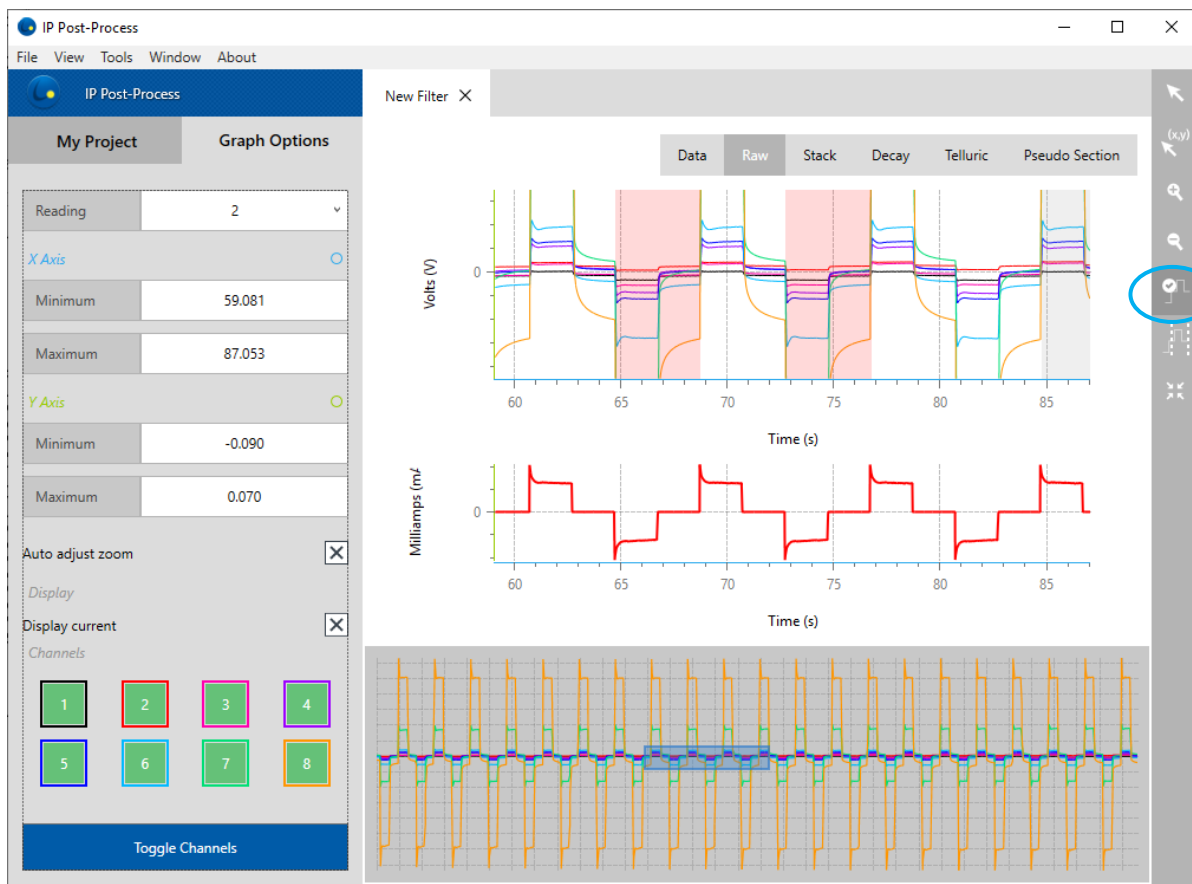 IP Post-Process
File View Tools Window About
IP Post-Process
New Filter
My Project Graph Options
Data Raw Stack Decay Telluric Pseudo Section
(x,y)
Reading 2
X Axis
Minimum 59.081
Maximum 87.053
Y Axis
Minimum -0.090
Maximum 0.070
Auto adjust zoom
Display
Display current
Channels
1 2 3 4
5 6 7 8
Toggle Channels
Volts (V)
0
60 65 70 75 80 85
Time (s)
Milliamps (mA
0
60 65 70 75 80 85
Time (s)